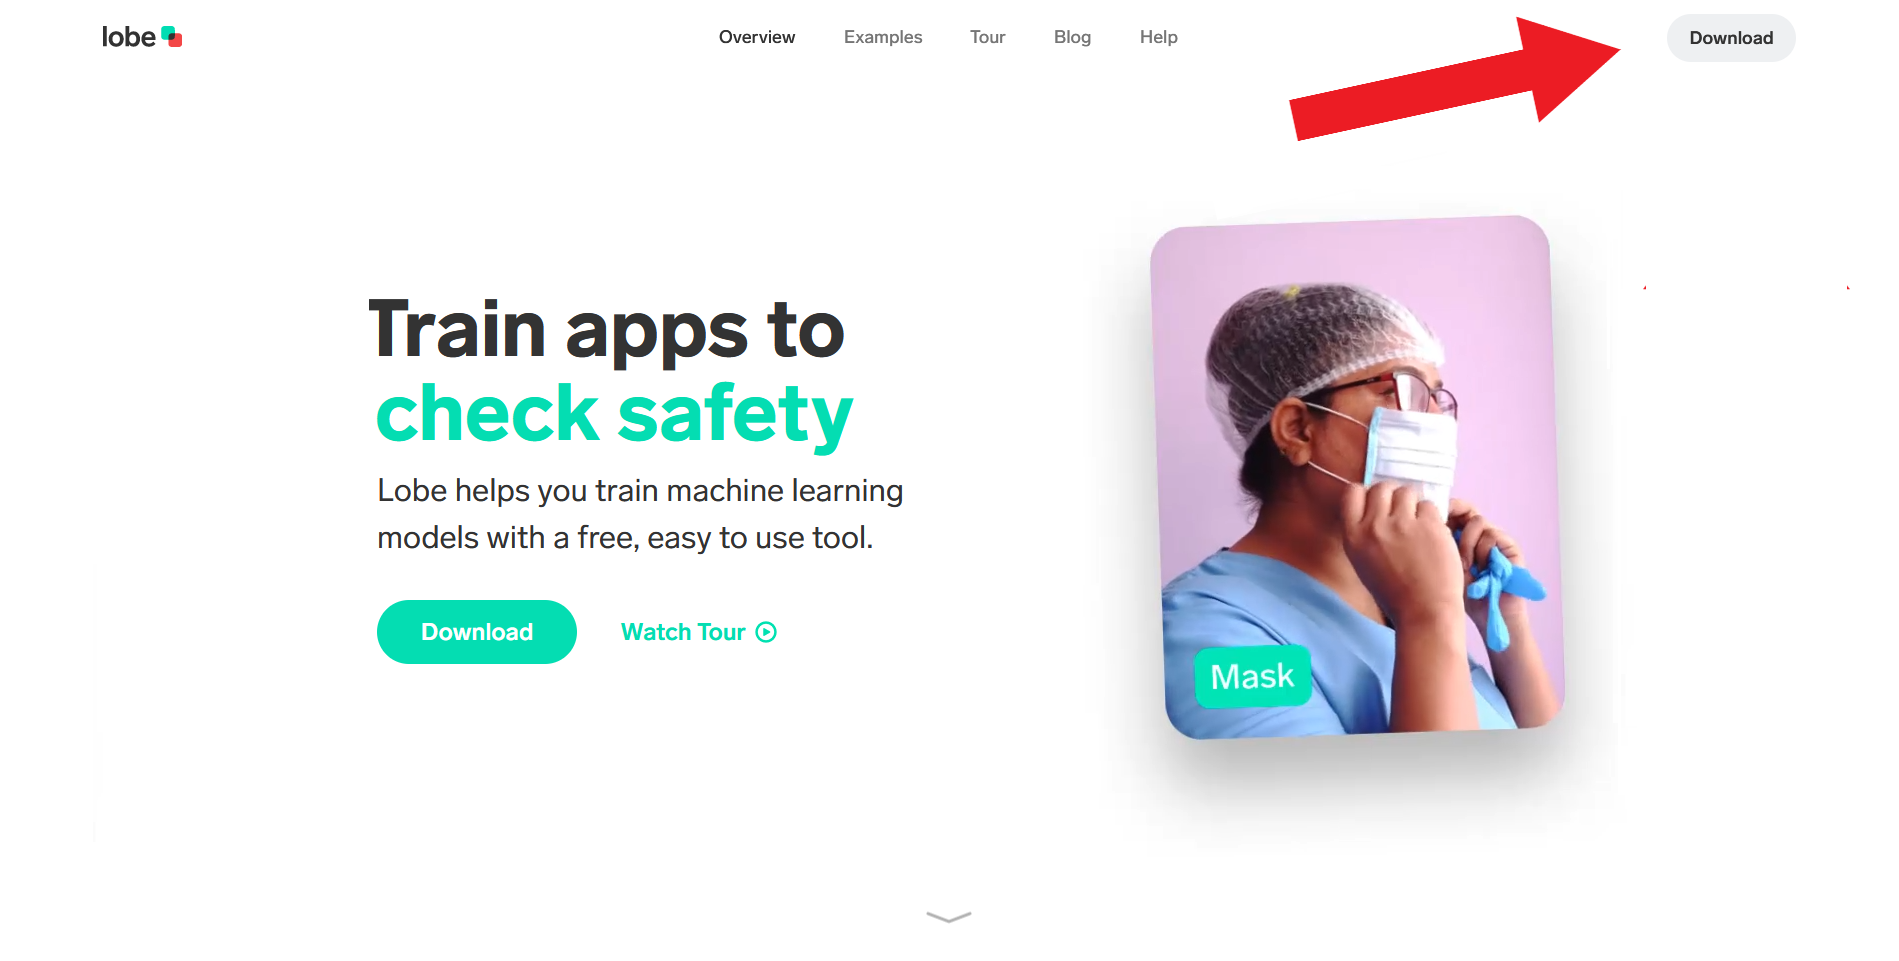 lobe
Overview Examples Tour Blog Help
Download
Train apps to
check safety
Lobe helps you train machine learning
models with a free, easy to use tool.
Download Watch Tour
Mask